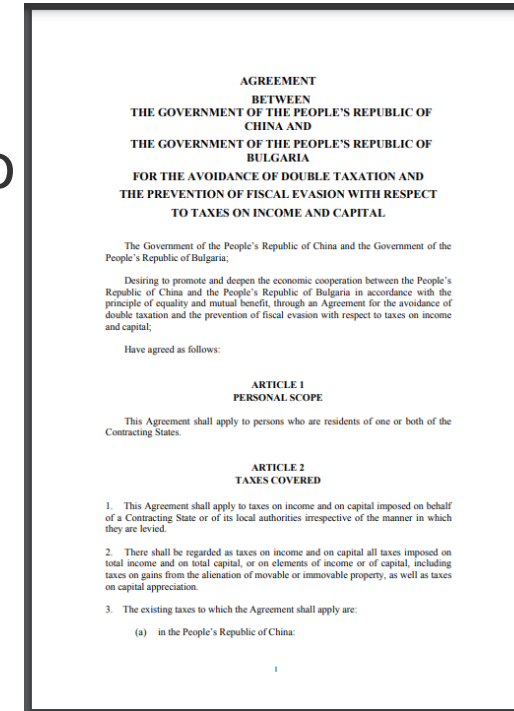 AGREEMENT
BETWEEN
THE GOVERNMENT OF THE PEOPLE'S REPUBLIC OF
CHINA AND
THE GOVERNMENT OF THE PEOPLE'S REPUBLIC OF
BULGARIA
FOR THE AVOIDANCE OF DOUBLE TAXATION AND
THE PREVENTION OF FISCAL EVASION WITH RESPECT
TO TAXES ON INCOME AND CAPITAL
The Government of the People's Republic of China and the Government of the
People's Republic of Bulgaria;
Desiring to promote and deepen the economic cooperation between the People's
Republic of China and the People's Republic of Bulgaria in accordance with the
principle of equality and mutual benefit, through an Agreement for the avoidance of
double taxation and the prevention of fiscal evasion with respect to taxes on income
and capital;
Have agreed as follows:
ARTICLE 1
PERSONAL SCOPE
This Agreement shall apply to persons who are residents of one or both of the
Contracting States.
ARTICLE 2
TAXES COVERED
1. This Agreement shall apply to taxes on income and on capital imposed on behalf
of a Contracting State or of its local authorities irrespective of the manner in which
they are levied.
2. There shall be regarded as taxes on income and on capital all taxes imposed on
total income and on total capital, or on elements of income or of capital, including
taxes on gains from the alienation of movable or immovable property, as well as taxes
on capital appreciation.
3. The existing taxes to which the Agreement shall apply are:
(a) in the People's Republic of China:
1